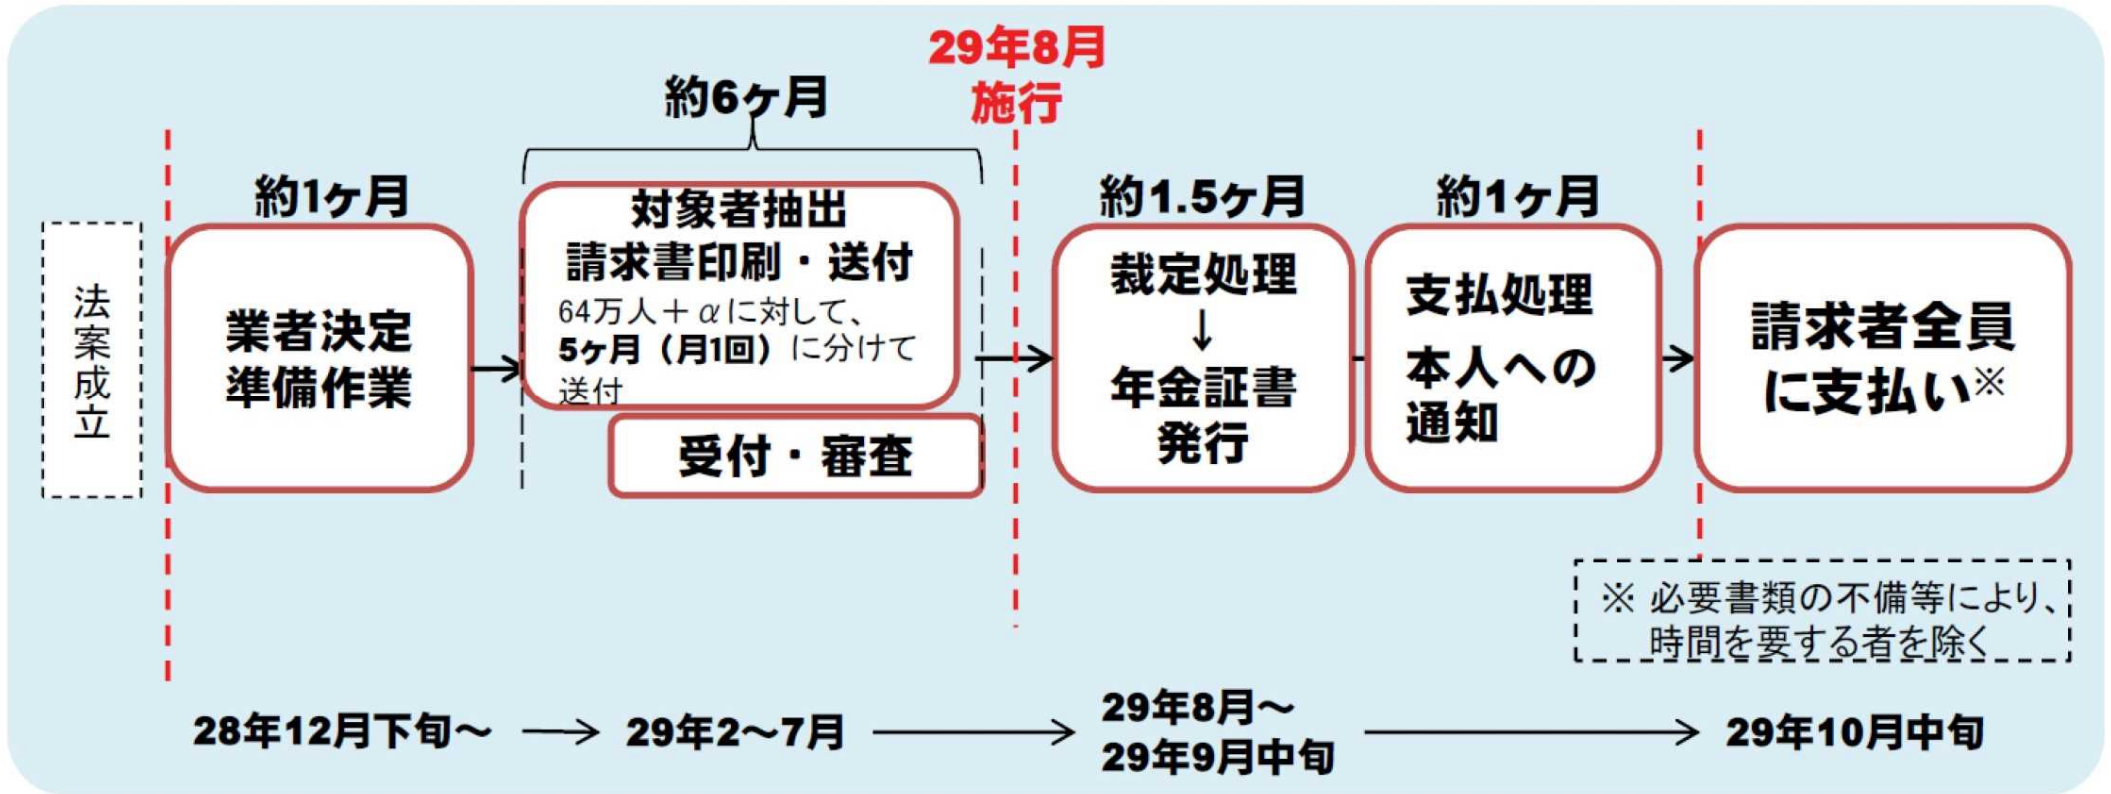 29年8月
施行
約6ヶ月
約1ヶ月
約1.5ヶ月
約1ヶ月
法案成立
業者決定
準備作業
対象者抽出
請求書印刷・送付
64万人＋αに対して、
5ヶ月（月1回）に分けて
送付
受付・審査
裁定処理
↓
年金証書
発行
支払処理
本人への
通知
請求者全員
に支払い※
※ 必要書類の不備等により、
時間を要する者を除く
28年12月下旬～
29年2～7月
29年8月～
29年9月中旬
29年10月中旬